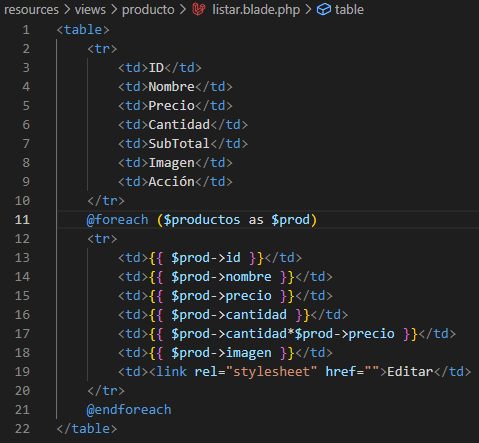 resources > views > producto > listar.blade.php > table
1 <table>
2 <tr>
3 <td>ID</td>
4 <td>Nombre</td>
5 <td>Precio</td>
6 <td>Cantidad</td>
7 <td>SubTotal</td>
8 <td>Imagen</td>
9 <td>Acción</td>
10 </tr>
11 @foreach ($productos as $prod)
12 <tr>
13 <td>{{ $prod->id }}</td>
14 <td>{{ $prod->nombre }}</td>
15 <td>{{ $prod->precio }}</td>
16 <td>{{ $prod->cantidad }}</td>
17 <td>{{ $prod->cantidad*$prod->precio }}</td>
18 <td>{{ $prod->imagen }}</td>
19 <td><link rel="stylesheet" href="">Editar</td>
20 </tr>
21 @endforeach
22 </table>